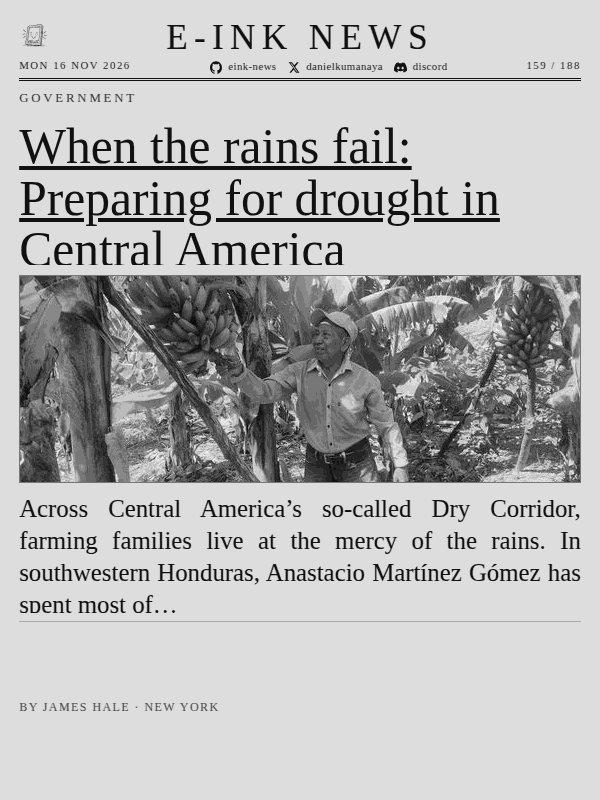 E-INK NEWS
MON 16 NOV 2026
eink-news danielkumanaya discord
159 / 188
GOVERNMENT
When the rains fail:
Preparing for drought in
Central America
Across Central America’s so-called Dry Corridor,
farming families live at the mercy of the rains. In
southwestern Honduras, Anastacio Martínez Gómez has
spent most of…
BY JAMES HALE · NEW YORK